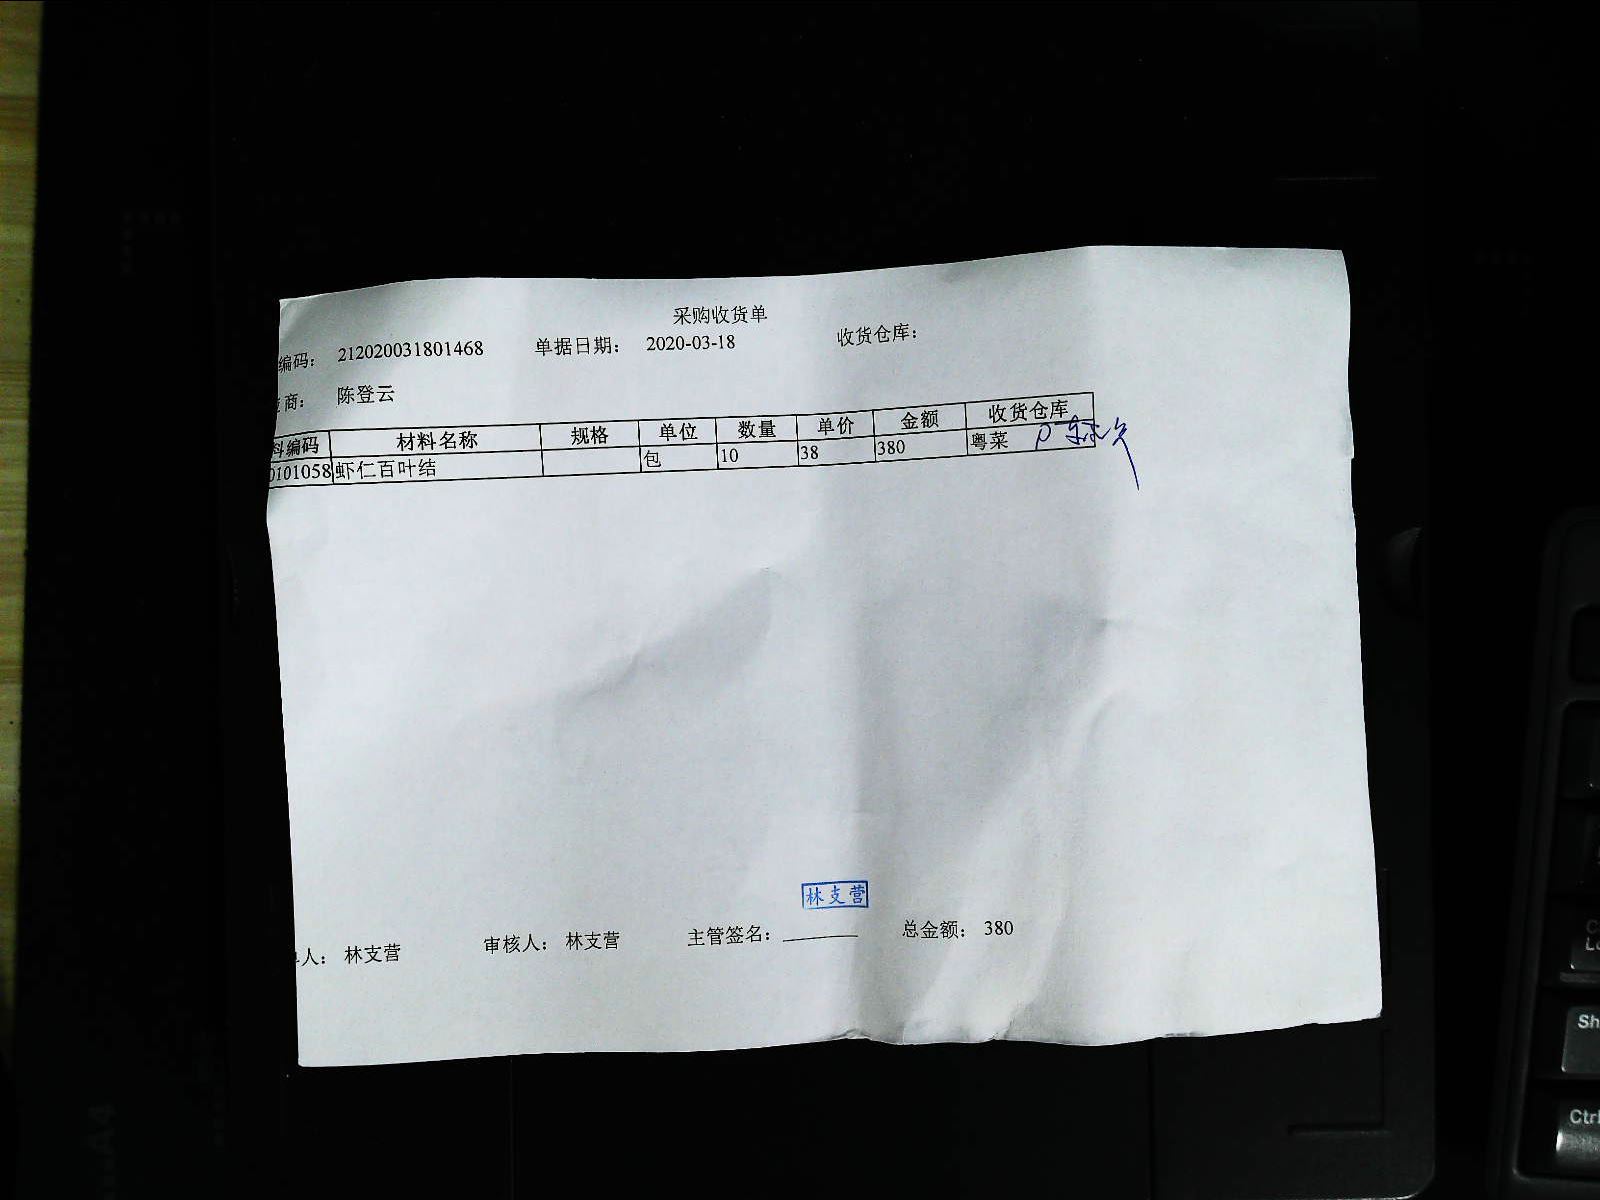 采购收货单
编码： 212020031801468 单据日期： 2020-03-18 收货仓库：
商： 陈登云
料编码 材料名称 规格 单位 数量 单价 金额 收货仓库
0101058 虾仁百叶结 包 10 38 380 粤菜
林支营
人： 林支营 审核人： 林支营 主管签名： 总金额： 380
Sh
Ctrl
A4